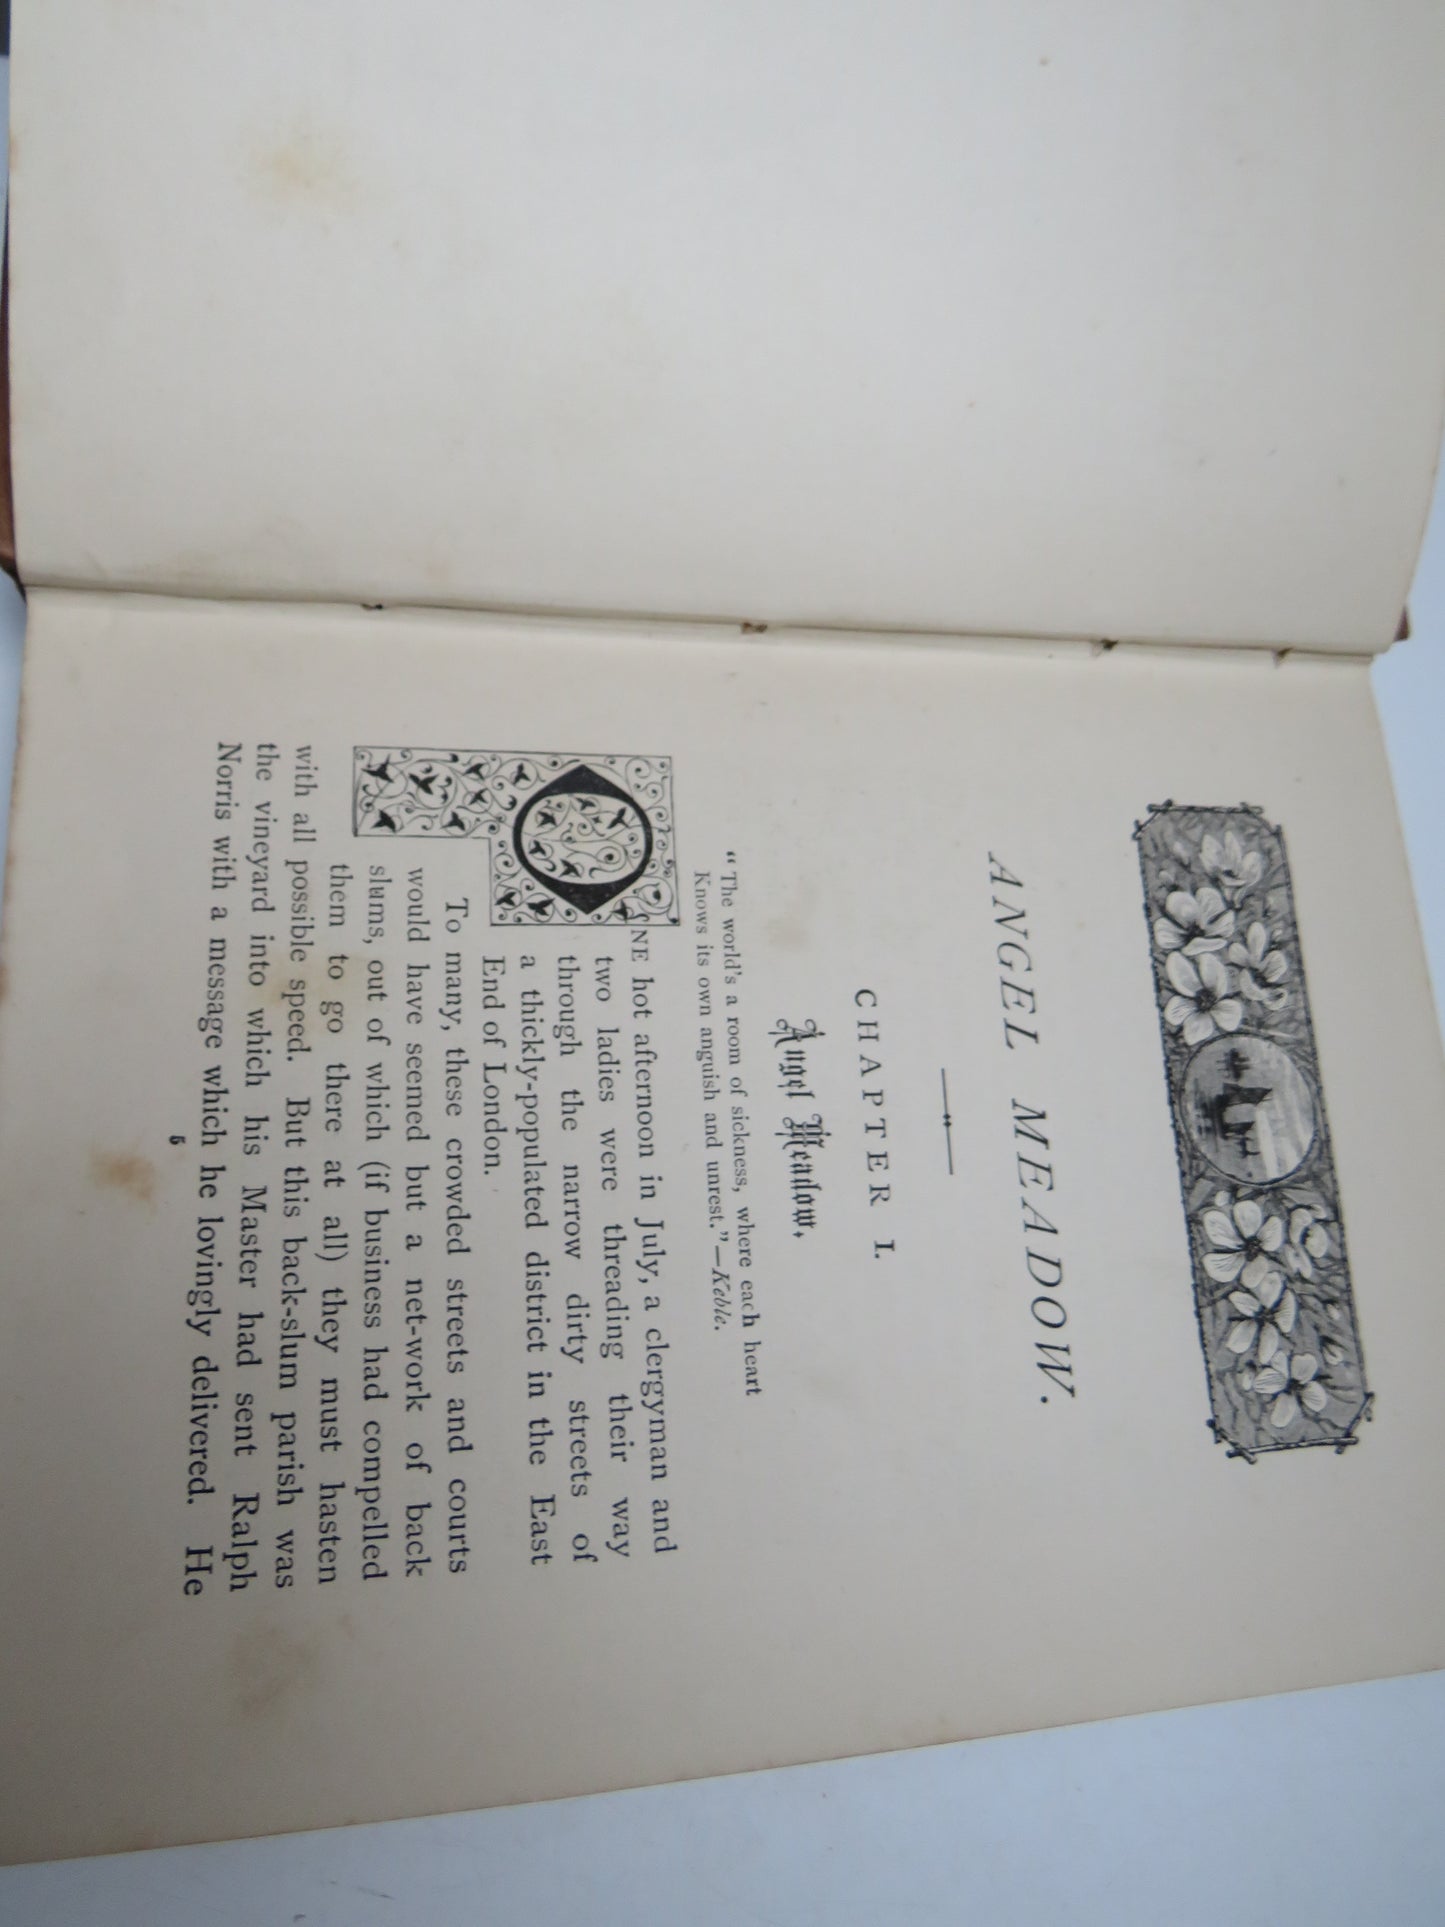 ANGEL MEADOW.
CHAPTER I.
Angel Meadow.
"The world's a room of sickness, where each heart
Knows its own anguish and unrest."—Keble.
ONE hot afternoon in July, a clergyman and
two ladies were threading their way
through the narrow dirty streets of
a thickly-populated district in the East
End of London.
To many, these crowded streets and courts
would have seemed but a net-work of back
slums, out of which (if business had compelled
them to go there at all) they must hasten
with all possible speed. But this back-slum parish was
the vineyard into which his Master had sent Ralph
Norris with a message which he lovingly delivered. He
5